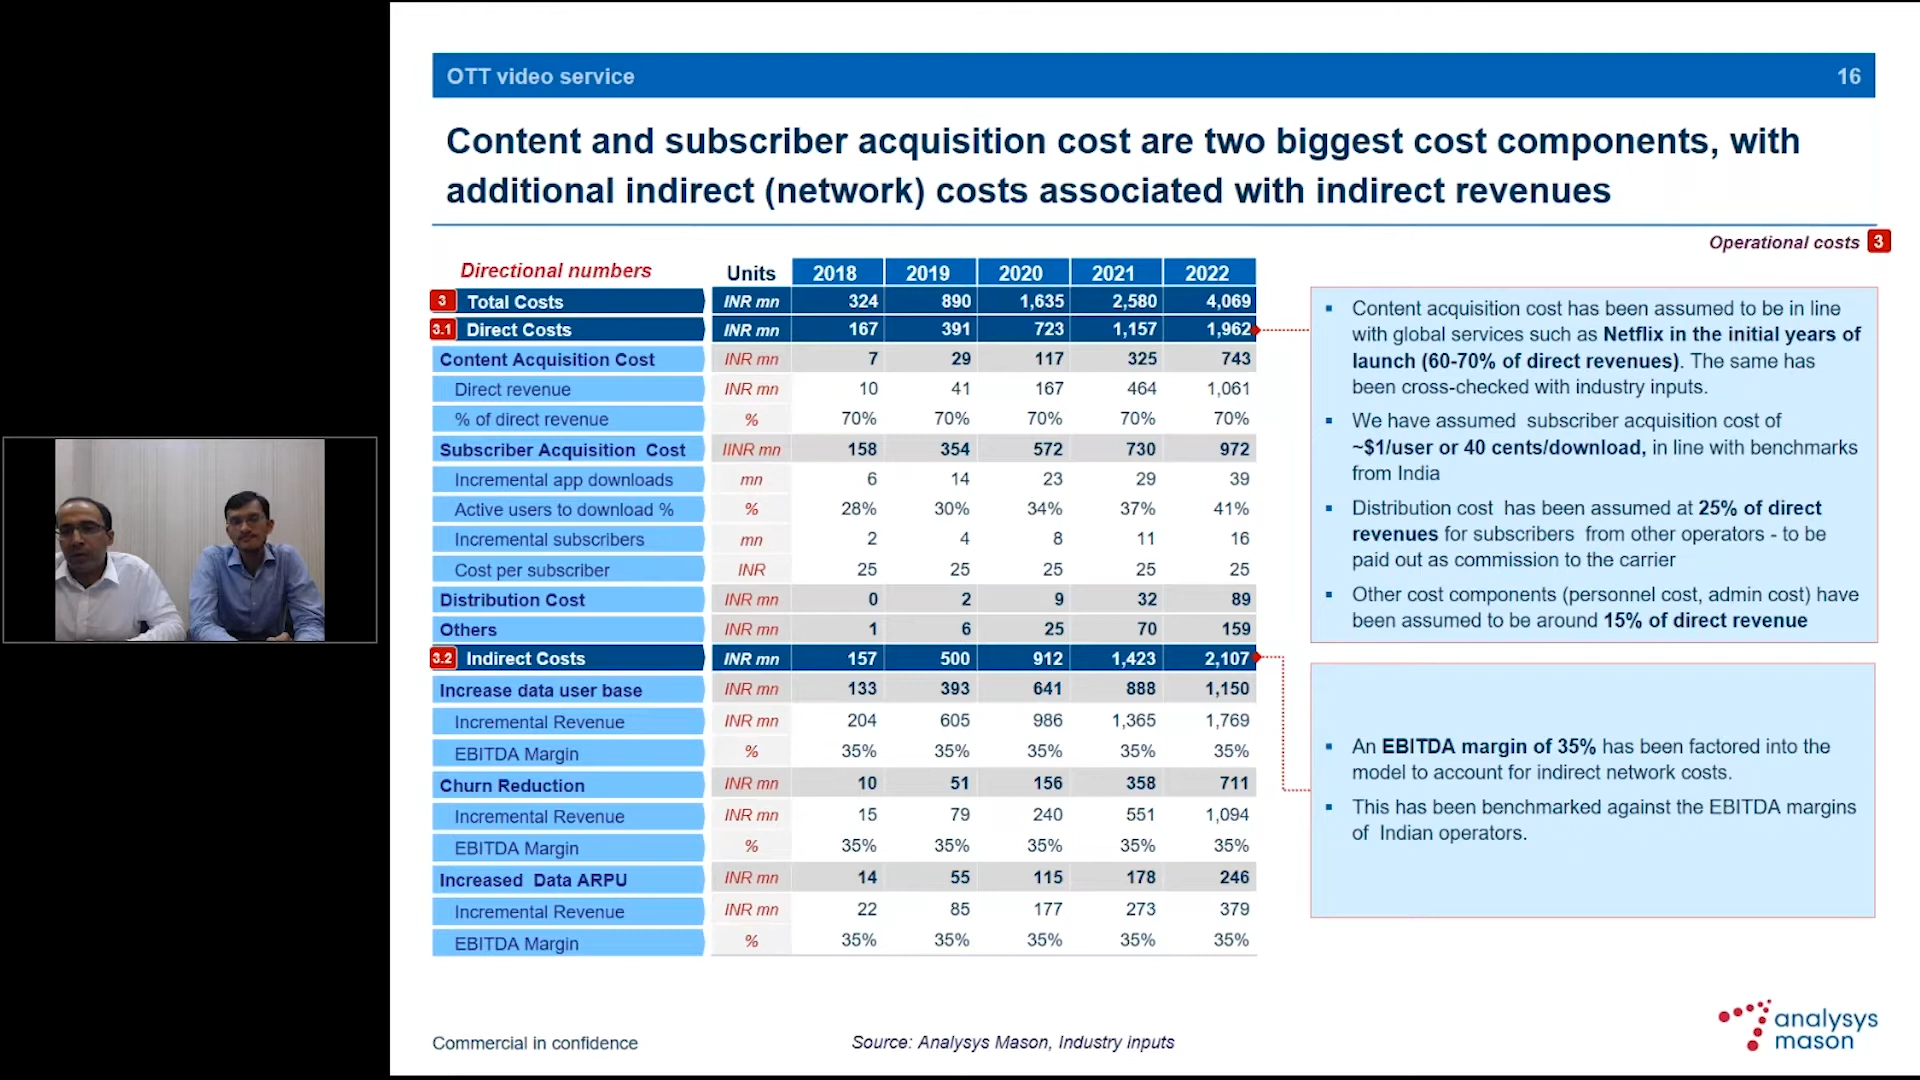 OTT video service 16
Content and subscriber acquisition cost are two biggest cost components, with
additional indirect (network) costs associated with indirect revenues
Operational costs 3
Directional numbers Units 2018 2019 2020 2021 2022
3 Total Costs INR mn 324 890 1,635 2,580 4,069
3.1 Direct Costs INR mn 167 391 723 1,157 1,962
Content Acquisition Cost INR mn 7 29 117 325 743
Direct revenue INR mn 10 41 167 464 1,061
% of direct revenue % 70% 70% 70% 70% 70%
Subscriber Acquisition Cost IINR mn 158 354 572 730 972
Incremental app downloads mn 6 14 23 29 39
Active users to download % % 28% 30% 34% 37% 41%
Incremental subscribers mn 2 4 8 11 16
Cost per subscriber INR 25 25 25 25 25
Distribution Cost INR mn 0 2 9 32 89
Others INR mn 1 6 25 70 159
3.2 Indirect Costs INR mn 157 500 912 1,423 2,107
Increase data user base INR mn 133 393 641 888 1,150
Incremental Revenue INR mn 204 605 986 1,365 1,769
EBITDA Margin % 35% 35% 35% 35% 35%
Churn Reduction INR mn 10 51 156 358 711
Incremental Revenue INR mn 15 79 240 551 1,094
EBITDA Margin % 35% 35% 35% 35% 35%
Increased Data ARPU INR mn 14 55 115 178 246
Incremental Revenue INR mn 22 85 177 273 379
EBITDA Margin % 35% 35% 35% 35% 35%
▪ Content acquisition cost has been assumed to be in line
with global services such as Netflix in the initial years of
launch (60-70% of direct revenues). The same has
been cross-checked with industry inputs.
▪ We have assumed subscriber acquisition cost of
~$1/user or 40 cents/download, in line with benchmarks
from India
▪ Distribution cost has been assumed at 25% of direct
revenues for subscribers from other operators - to be
paid out as commission to the carrier
▪ Other cost components (personnel cost, admin cost) have
been assumed to be around 15% of direct revenue
▪ An EBITDA margin of 35% has been factored into the
model to account for indirect network costs.
▪ This has been benchmarked against the EBITDA margins
of Indian operators.
Commercial in confidence
Source: Analysys Mason, Industry inputs
analysys
mason